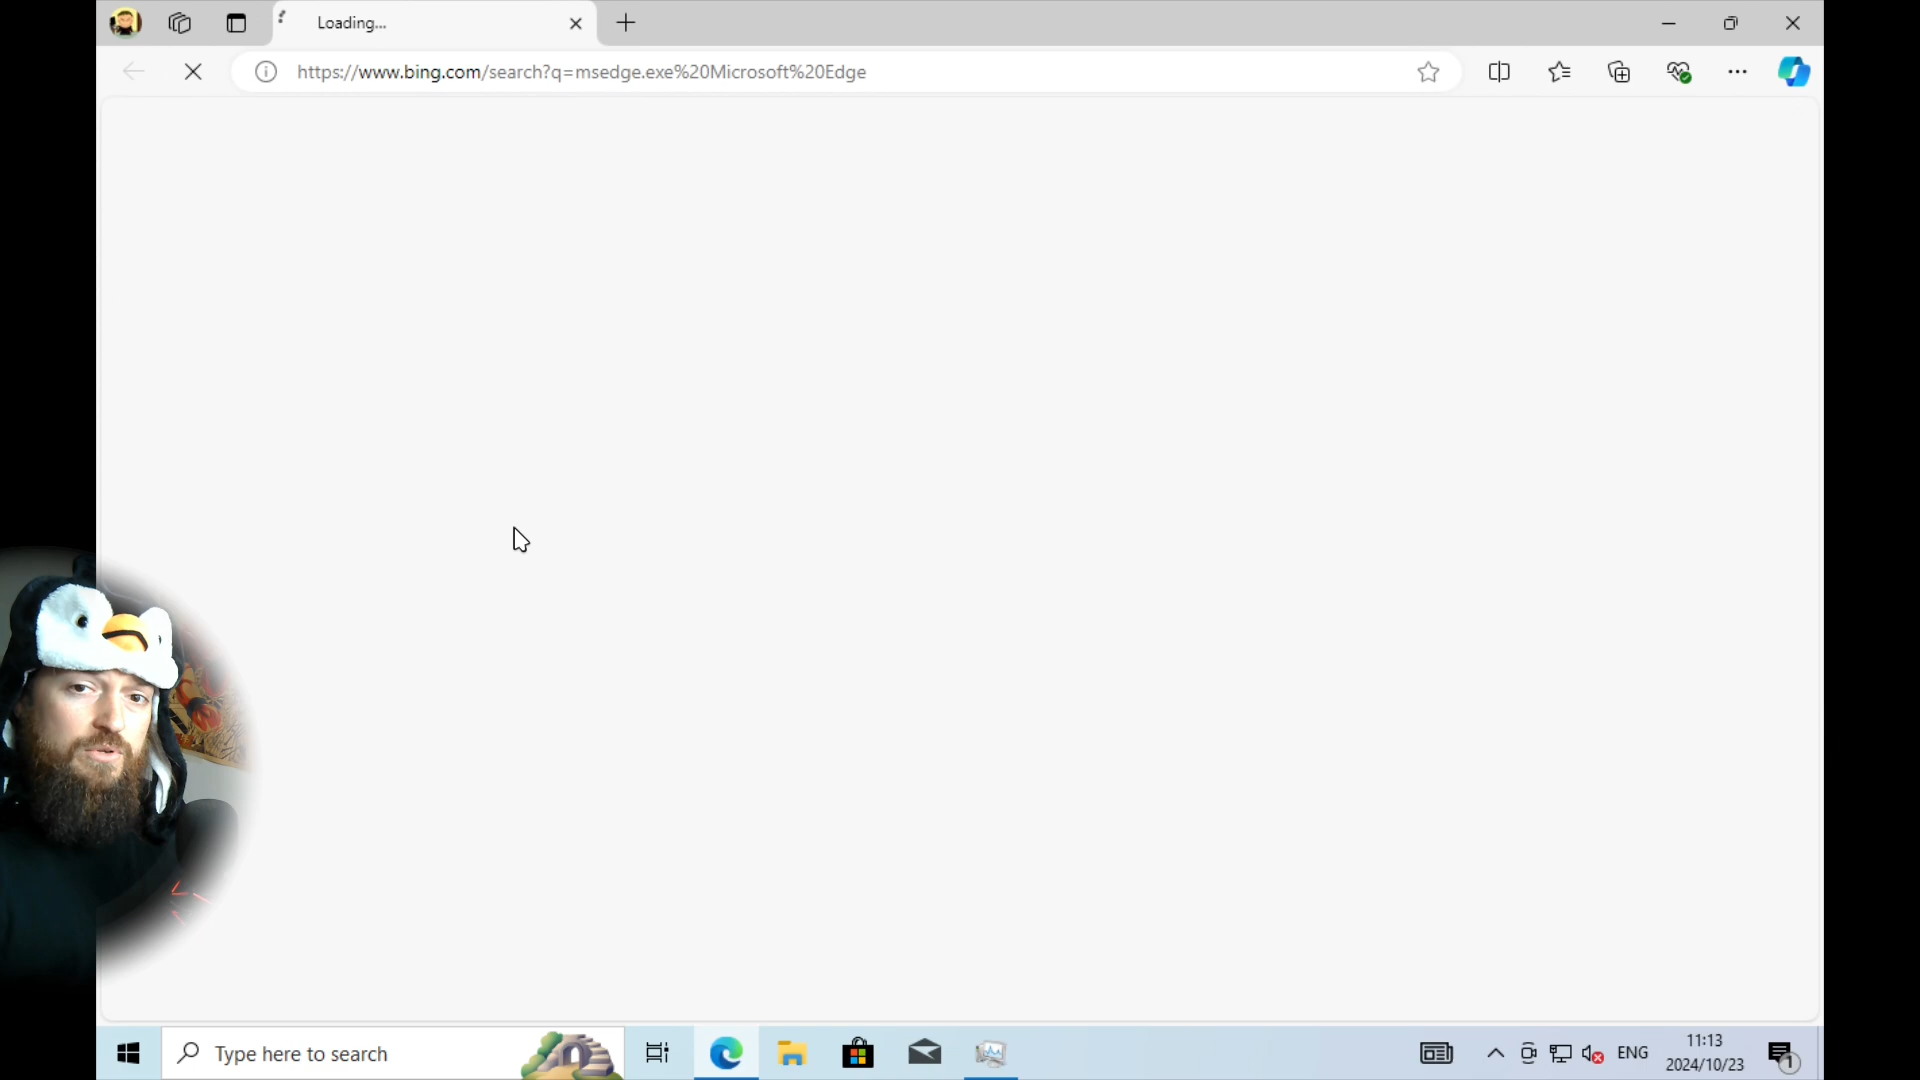 Loading...
https://www.bing.com/search?q=msedge.exe%20Microsoft%20Edge
Type here to search
ENG
11:13
2024/10/23
1